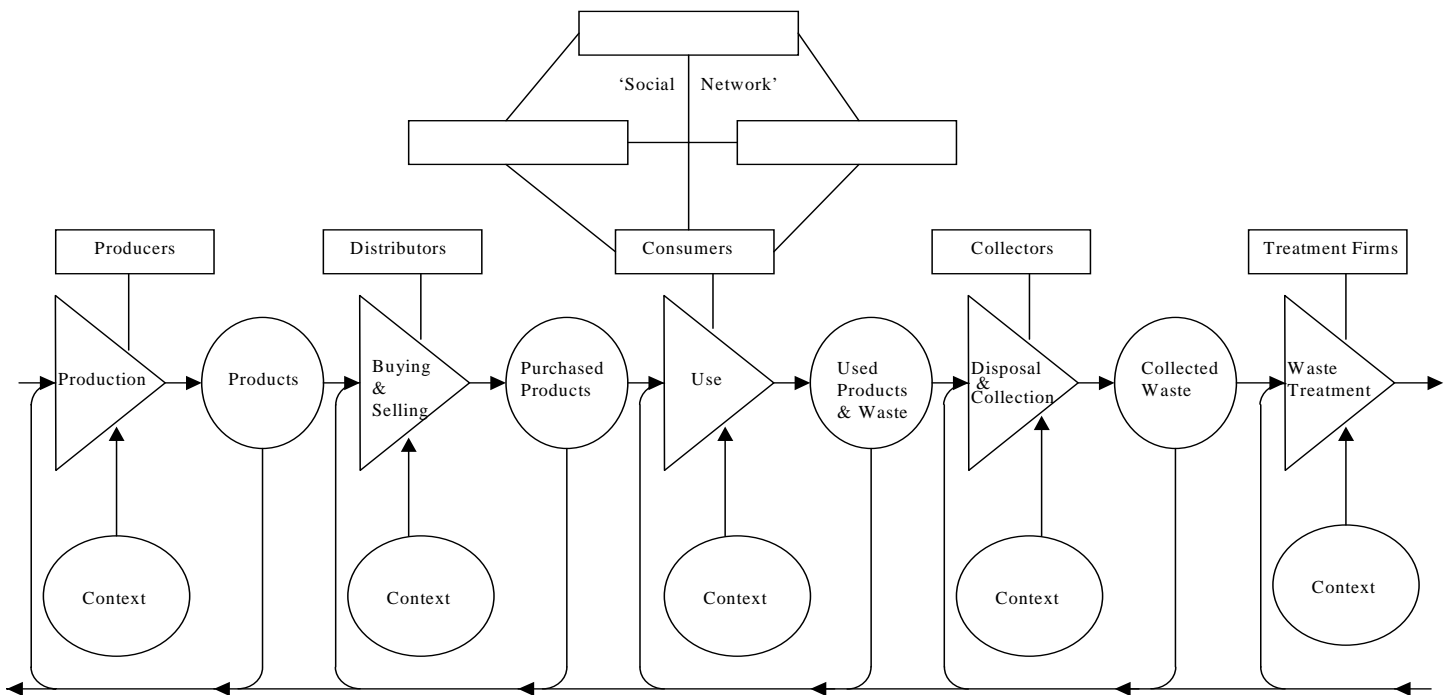 ‘Social Network’
Producers
Distributors
Consumers
Collectors
Treatment Firms
Production
Products
Buying
&
Selling
Purchased
Products
Use
Used
Products
& Waste
Disposal
&
Collection
Collected
Waste
Waste
Treatment
Context
Context
Context
Context
Context